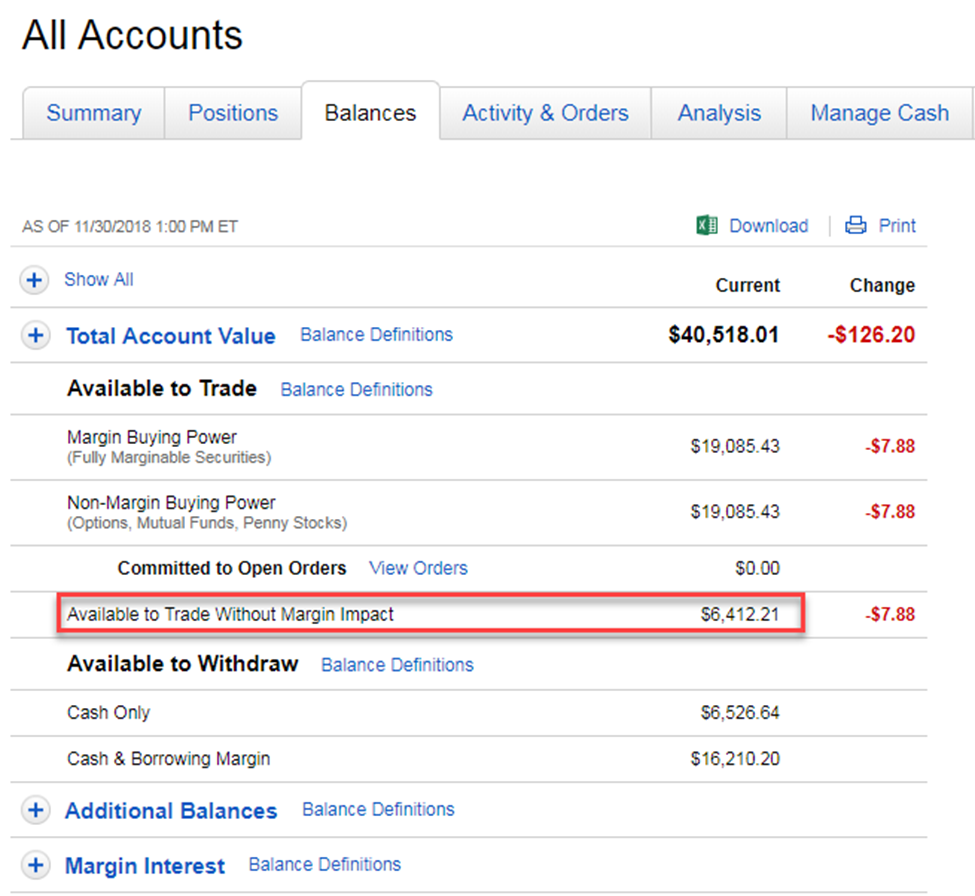 All Accounts
Summary Positions Balances Activity & Orders Analysis Manage Cash
AS OF 11/30/2018 1:00 PM ET Download Print
Show All Current Change
Total Account Value Balance Definitions $40,518.01 -$126.20
Available to Trade Balance Definitions
Margin Buying Power
(Fully Marginable Securities) $19,085.43 -$7.88
Non-Margin Buying Power
(Options, Mutual Funds, Penny Stocks) $19,085.43 -$7.88
Committed to Open Orders View Orders $0.00
Available to Trade Without Margin Impact $6,412.21 -$7.88
Available to Withdraw Balance Definitions
Cash Only $6,526.64
Cash & Borrowing Margin $16,210.20
Additional Balances Balance Definitions
Margin Interest Balance Definitions